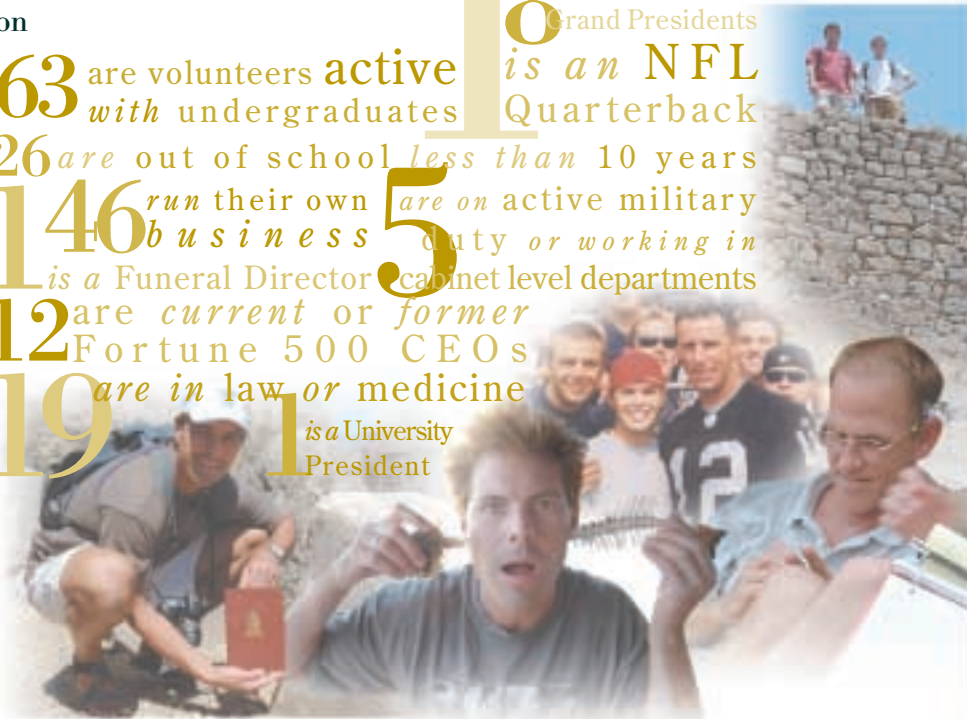 on
8 Grand Presidents
63 are volunteers active
with undergraduates
1 is an NFL
Quarterback
26 are out of school less than 10 years
146 run their own
business
5 are on active military
duty or working in
cabinet level departments
1 is a Funeral Director
12 are current or former
Fortune 500 CEOs
19 are in law or medicine
1 is a University
President
12